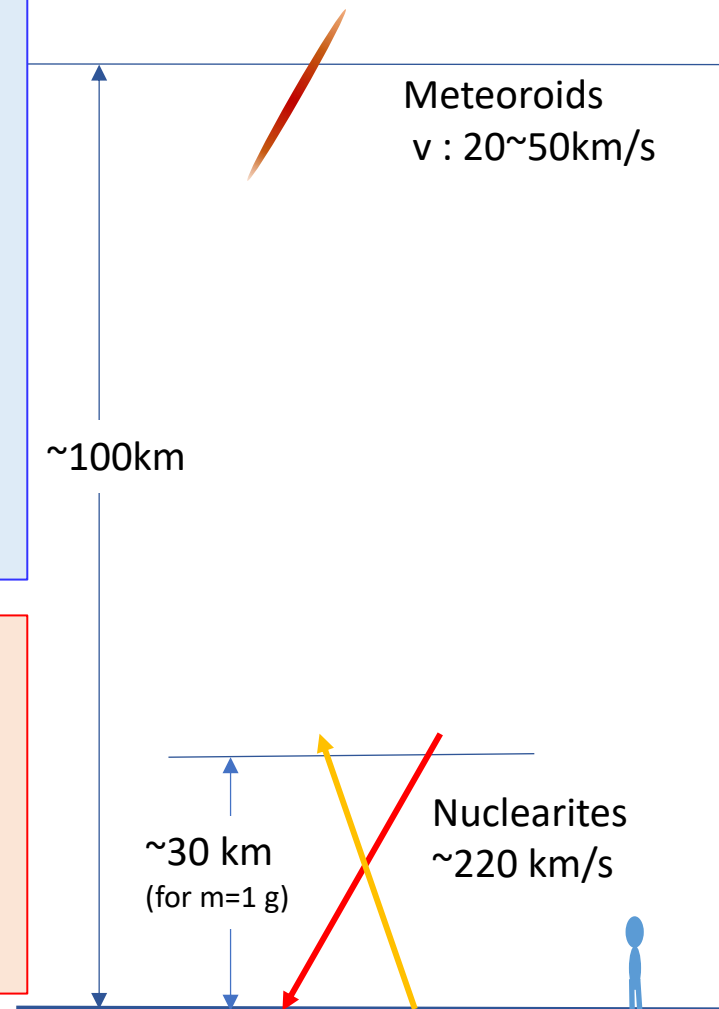 Meteoroids
v : 20~50km/s
~100km
~30 km
(for m=1 g)
Nuclearites
~220 km/s